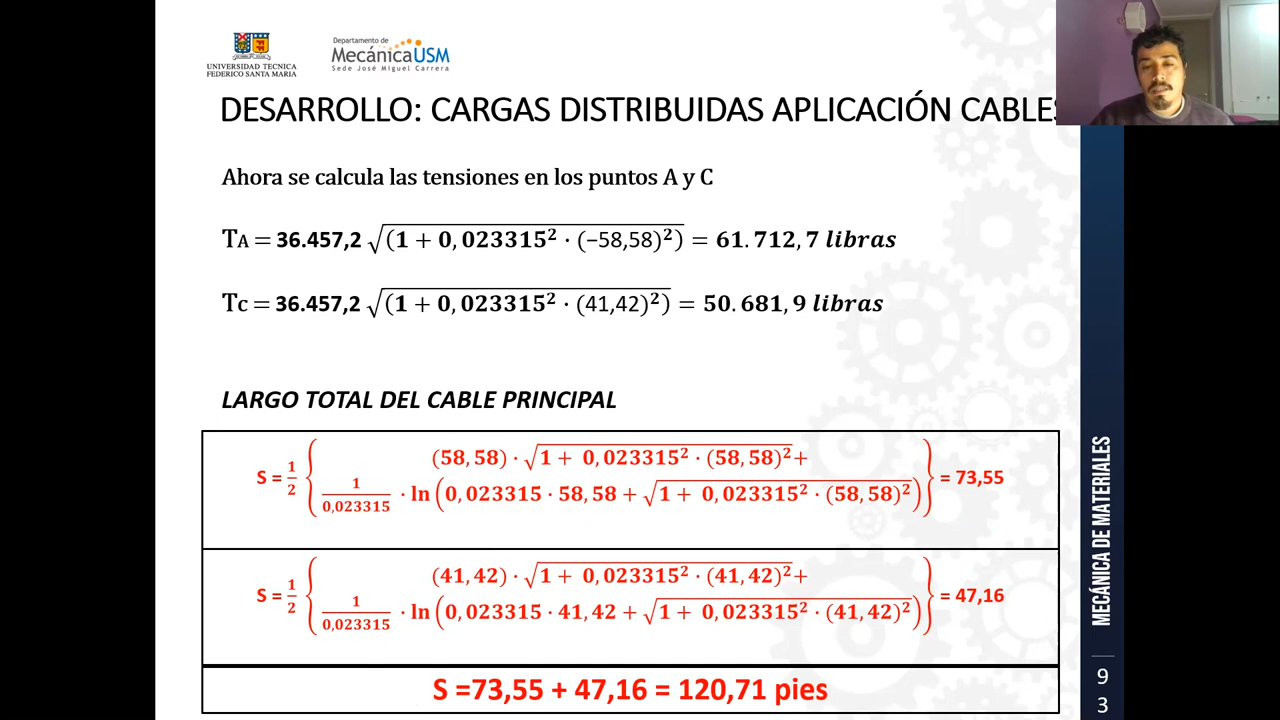 UNIVERSIDAD TECNICA
FEDERICO SANTA MARIA
Departamento de
MecánicaUSM
Sede José Miguel Carrera
DESARROLLO: CARGAS DISTRIBUIDAS APLICACIÓN CABLES
Ahora se calcula las tensiones en los puntos A y C
TA = 36.457,2 √(1 + 0,023315² · (−58,58)²) = 61.712,7 libras
Tc = 36.457,2 √(1 + 0,023315² · (41,42)²) = 50.681,9 libras
LARGO TOTAL DEL CABLE PRINCIPAL
S = 1/2 { (58,58) · √1 + 0,023315² · (58,58)² +
1/0,023315 · ln(0,023315 · 58,58 + √1 + 0,023315² · (58,58)²) } = 73,55
S = 1/2 { (41,42) · √1 + 0,023315² · (41,42)² +
1/0,023315 · ln(0,023315 · 41,42 + √1 + 0,023315² · (41,42)²) } = 47,16
S =73,55 + 47,16 = 120,71 pies
MECÁNICA DE MATERIALES
9
3